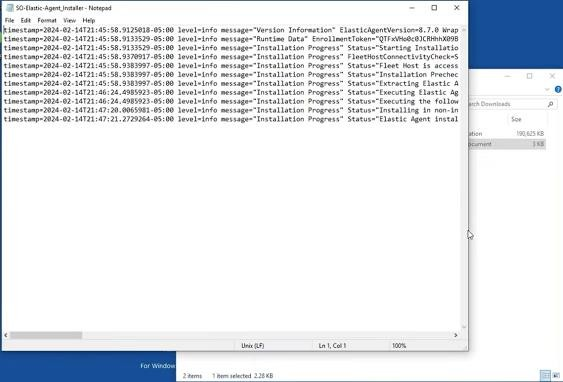 SO-Elastic-Agent_Installer - Notepad
File Edit Format View Help
timestamp=2024-02-14T21:45:58.9125018-05:00 level=info message="Version Information" ElasticAgentVersion=8.7.0 Wrap
timestamp=2024-02-14T21:45:58.9133529-05:00 level=info message="Runtime Data" EnrollmentToken="QTFxVHo0c0JCRHhhX09B
timestamp=2024-02-14T21:45:58.9133529-05:00 level=info message="Installation Progress" Status="Starting Installatio
timestamp=2024-02-14T21:45:58.9370917-05:00 level=info message="Installation Progress" FleetHostConnectivityCheck=S
timestamp=2024-02-14T21:45:58.9383997-05:00 level=info message="Installation Progress" Status="Fleet Host is access
timestamp=2024-02-14T21:45:58.9383997-05:00 level=info message="Installation Progress" Status="Installation Prechec
timestamp=2024-02-14T21:45:58.9383997-05:00 level=info message="Installation Progress" Status="Extracting Elastic A
timestamp=2024-02-14T21:46:24.4985923-05:00 level=info message="Installation Progress" Status="Executing Elastic Ag
timestamp=2024-02-14T21:46:24.4985923-05:00 level=info message="Installation Progress" Status="Executing the follow
timestamp=2024-02-14T21:47:20.0065981-05:00 level=info message="Installation Progress" Status="Installing in non-in
timestamp=2024-02-14T21:47:21.2729264-05:00 level=info message="Installation Progress" Status="Elastic Agent instal
Unix (LF) Ln 1, Col 1 100%
arch Downloads
Size
ation 190,625 KB
ocument 3 KB
For Window
2 items 1 item selected 2.28 KB